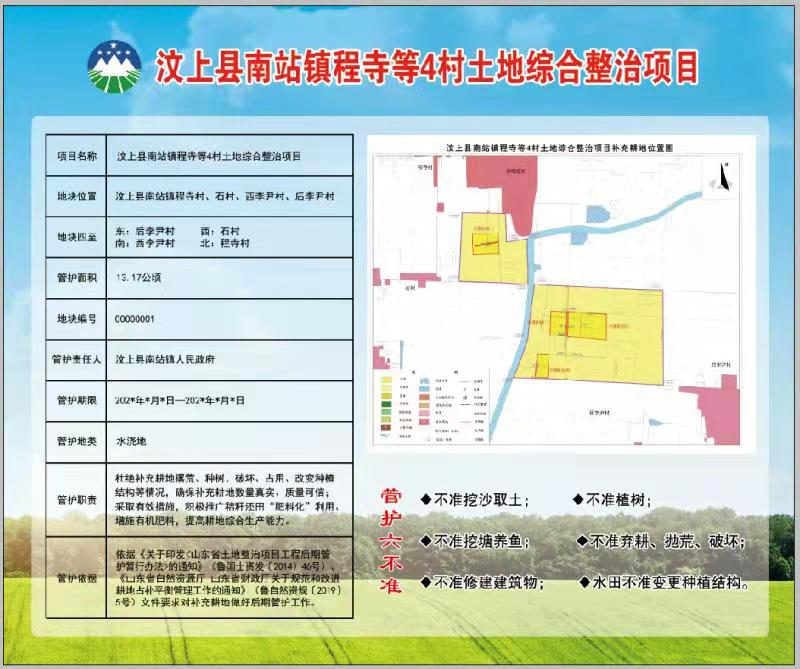 汶上县南站镇程寺等4村土地综合整治项目
项目名称
汶上县南站镇程寺等4村土地综合整治项目
地块位置
汶上县南站镇程寺村、石村、西李尹村、后李尹村
地块四至
东：后李尹村 西：石村
南：西李尹村 北：程寺村
管护面积
13.17公顷
地块编号
C0000001
管护责任人
汶上县南站镇人民政府
管护期限
202*年*月*日—202*年*月*日
管护地类
水浇地
管护职责
杜绝补充耕地撂荒、种树、破坏、占用、改变种植
结构等情况，确保补充耕地数量真实、质量可信；
采取有效措施，积极推广秸秆还田“肥料化”利用、
增施有机肥料，提高耕地综合生产能力。
管护依据
依据《关于印发<山东省土地整治项目工程后期管
护暂行办法>的通知》（鲁国土资发〔2014〕46号）、
《山东省自然资源厅 山东省财政厅关于规范和改进
耕地占补平衡管理工作的通知》（鲁自然资规〔2019〕
5号）文件要求对补充耕地做好后期管护工作。
汶上县南站镇程寺等4村土地综合整治项目补充耕地位置图
石村
西李尹村
后李尹村
管护六不准
◆不准挖沙取土；
◆不准植树；
◆不准挖塘养鱼；
◆不准弃耕、抛荒、破坏；
◆不准修建建筑物；
◆水田不准变更种植结构。